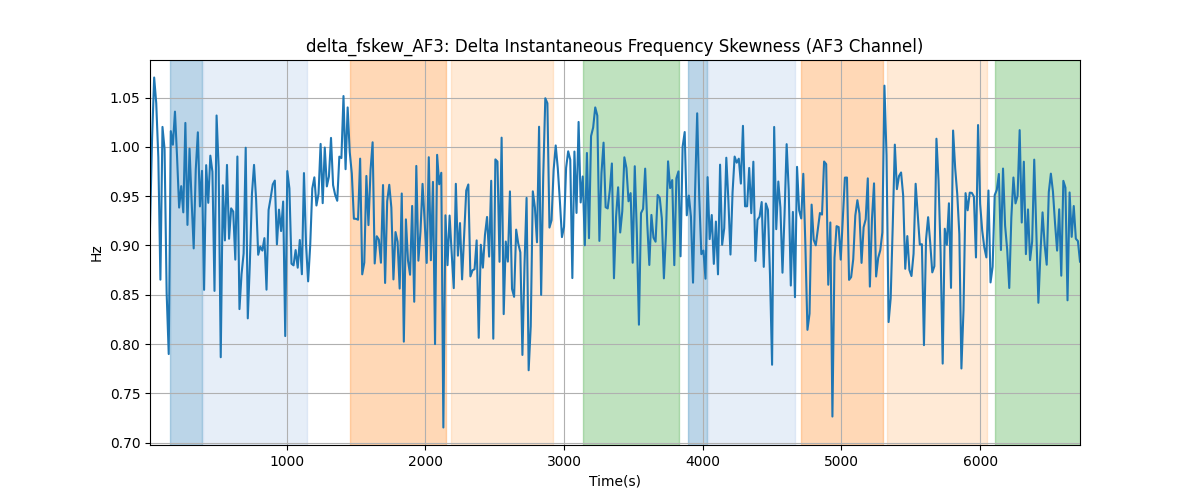 delta_fskew_AF3: Delta Instantaneous Frequency Skewness (AF3 Channel)
1.05
1.00
0.95
0.90
0.85
0.80
0.75
0.70
Hz
1000 2000 3000 4000 5000 6000
Time(s)